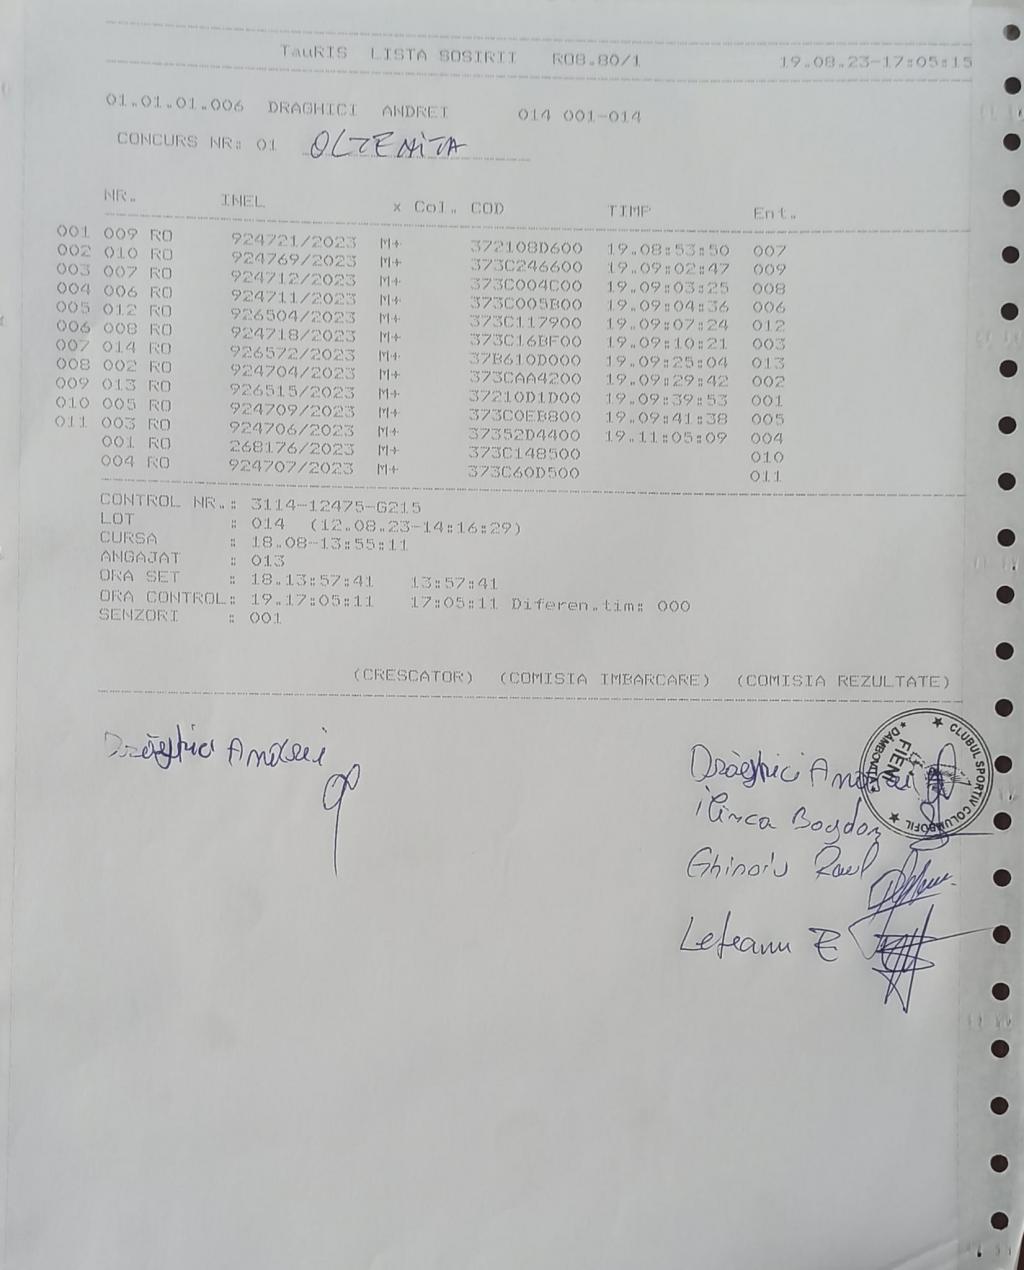 TauRIS LISTA SOSIRII RO8.80/1 19.08.23-17:05:15
01.01.01.006 DRAGHICI ANDREI 014 001-014
CONCURS NR: 01 OLTENITA
NR. INEL x Col. COD TIMP Ent.
001 009 RO 924721/2023 M+ 372108D600 19.08:53:50 007
002 010 RO 924769/2023 M+ 373C246600 19.09:02:47 009
003 007 RO 924712/2023 M+ 373C004C00 19.09:03:25 008
004 006 RO 924711/2023 M+ 373C005B00 19.09:04:36 006
005 012 RO 926504/2023 M+ 373C117900 19.09:07:24 012
006 008 RO 924718/2023 M+ 373C16BF00 19.09:10:21 003
007 014 RO 926572/2023 M+ 37B610D000 19.09:25:04 013
008 002 RO 924704/2023 M+ 373CAA4200 19.09:29:42 002
009 013 RO 926515/2023 M+ 37210D1D00 19.09:39:53 001
010 005 RO 924709/2023 M+ 373C0EB800 19.09:41:38 005
011 003 RO 924706/2023 M+ 37352D4400 19.11:05:09 004
001 RO 268176/2023 M+ 373C148500 010
004 RO 924707/2023 M+ 373C60D500 011
CONTROL NR.: 3114-12475-G215
LOT : 014 (12.08.23-14:16:29)
CURSA : 18.08-13:55:11
ANGAJAT : 013
ORA SET : 18.13:57:41 13:57:41
ORA CONTROL: 19.17:05:11 17:05:11 Diferen.tim: 000
SENZORI : 001
(CRESCATOR) (COMISIA IMBARCARE) (COMISIA REZULTATE)
Drăghici Andrei
Drăghici Andrei
Ilinca Bogdan
Ghinoiu Raul
Lefeanu E
CLUBUL SPORTIV COLUMBOFIL
FIENI
DAMBOVITA